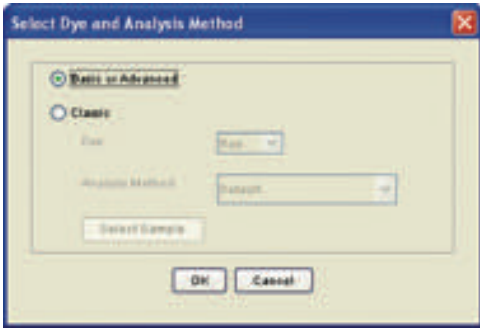 Select Dye and Analysis Method
Basic or Advanced
Classic
Dye
Analysis Method
Default
Select Sample
OK Cancel